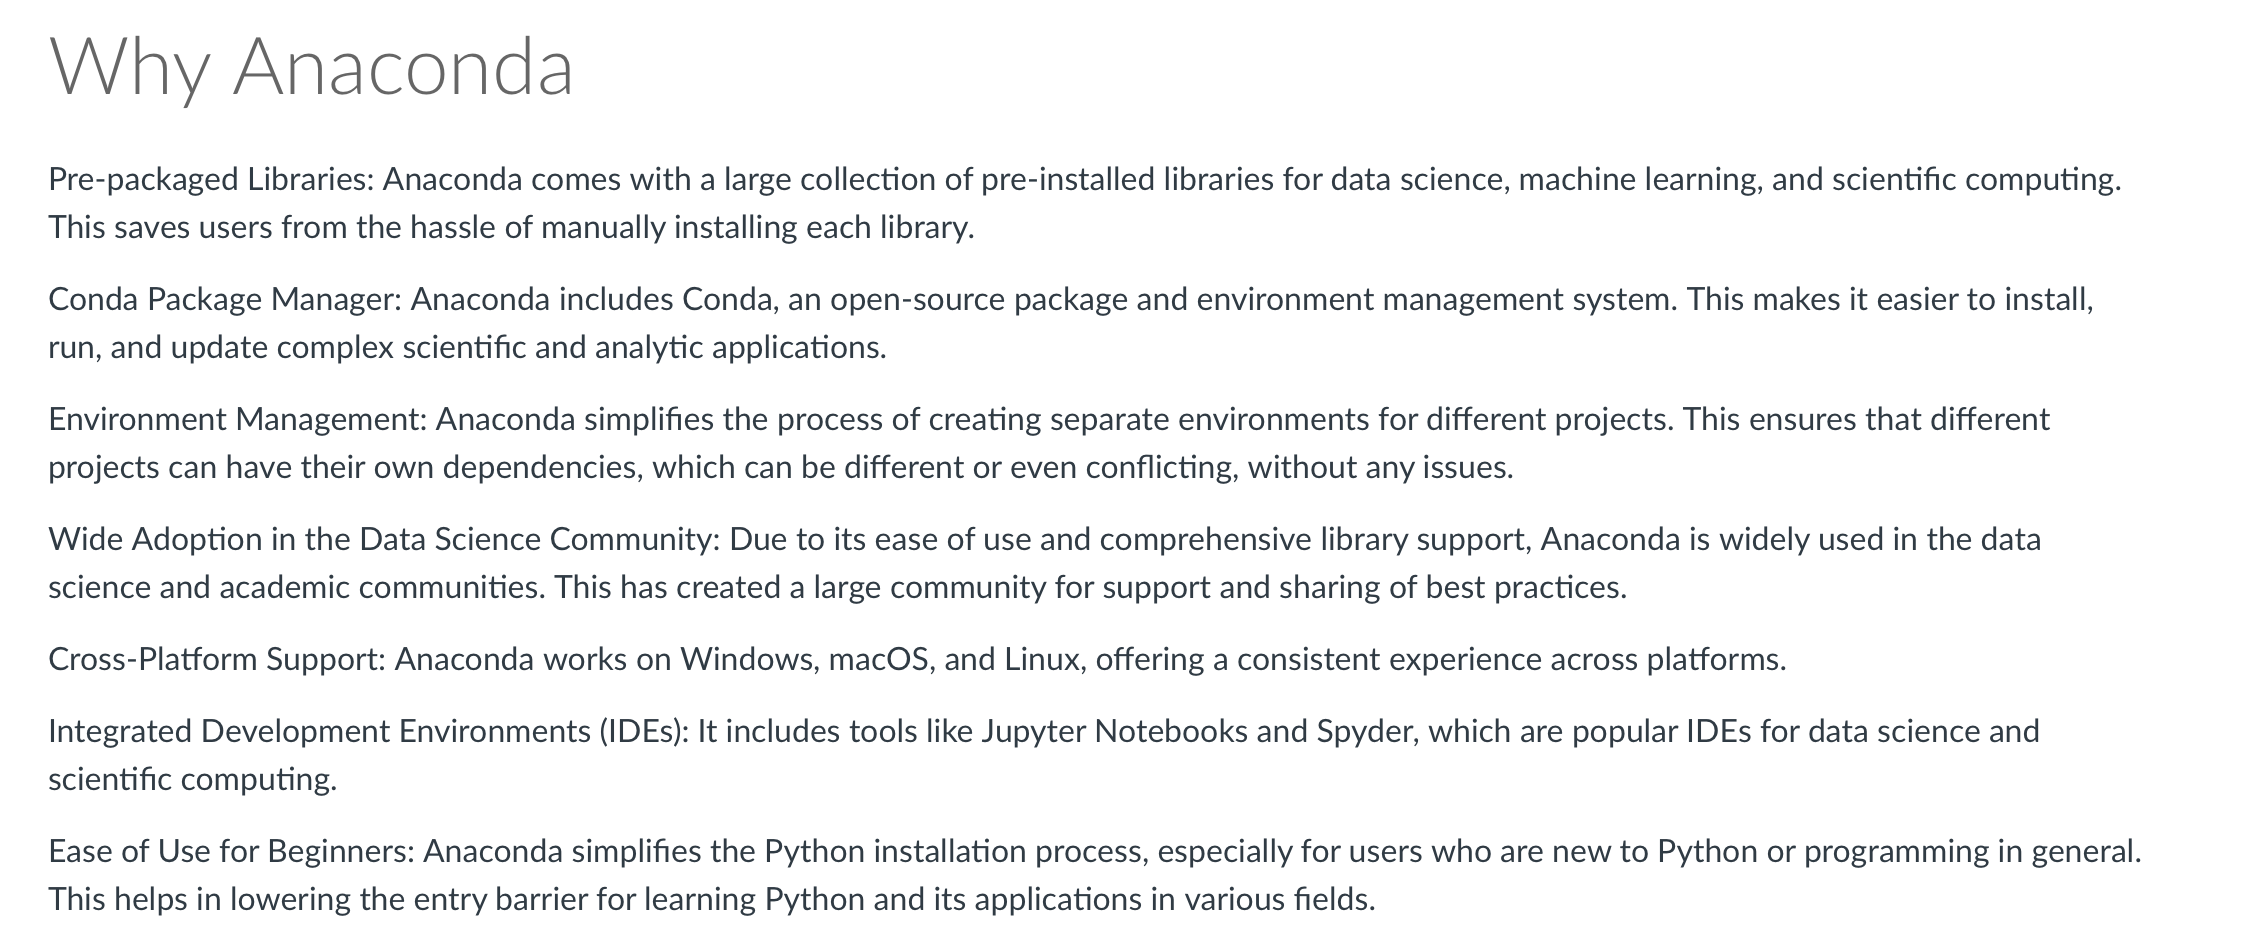 Why Anaconda
Pre-packaged Libraries: Anaconda comes with a large collection of pre-installed libraries for data science, machine learning, and scientific computing.
This saves users from the hassle of manually installing each library.
Conda Package Manager: Anaconda includes Conda, an open-source package and environment management system. This makes it easier to install,
run, and update complex scientific and analytic applications.
Environment Management: Anaconda simplifies the process of creating separate environments for different projects. This ensures that different
projects can have their own dependencies, which can be different or even conflicting, without any issues.
Wide Adoption in the Data Science Community: Due to its ease of use and comprehensive library support, Anaconda is widely used in the data
science and academic communities. This has created a large community for support and sharing of best practices.
Cross-Platform Support: Anaconda works on Windows, macOS, and Linux, offering a consistent experience across platforms.
Integrated Development Environments (IDEs): It includes tools like Jupyter Notebooks and Spyder, which are popular IDEs for data science and
scientific computing.
Ease of Use for Beginners: Anaconda simplifies the Python installation process, especially for users who are new to Python or programming in general.
This helps in lowering the entry barrier for learning Python and its applications in various fields.